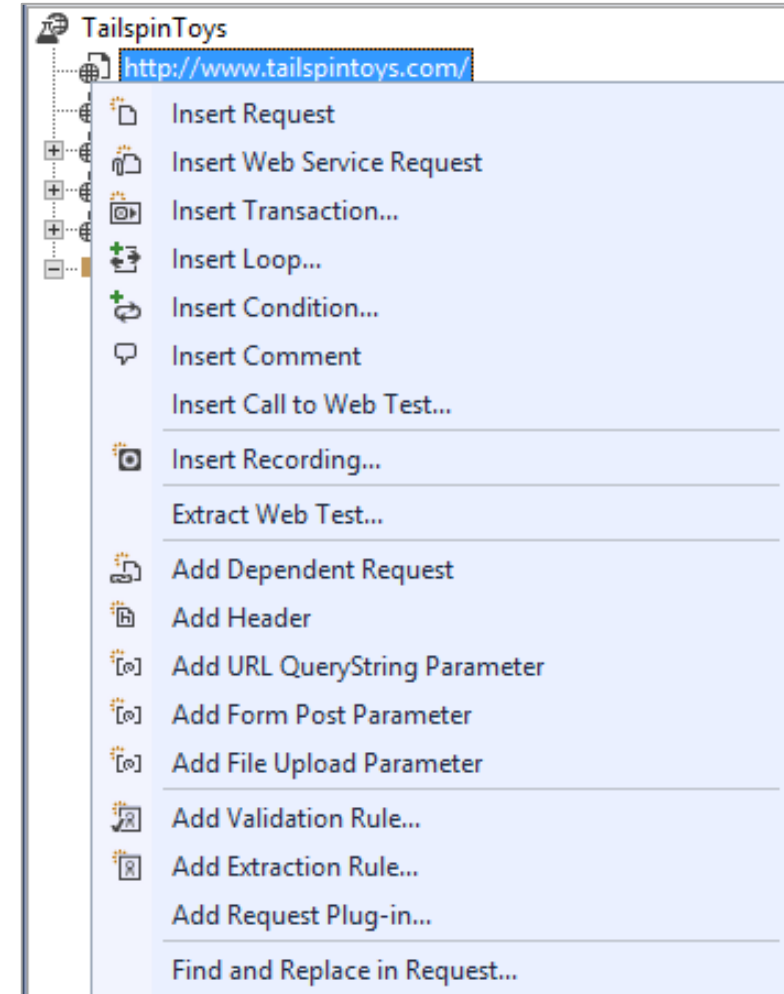 TailspinToys
http://www.tailspintoys.com/
Insert Request
Insert Web Service Request
Insert Transaction...
Insert Loop...
Insert Condition...
Insert Comment
Insert Call to Web Test...
Insert Recording...
Extract Web Test...
Add Dependent Request
Add Header
Add URL QueryString Parameter
Add Form Post Parameter
Add File Upload Parameter
Add Validation Rule...
Add Extraction Rule...
Add Request Plug-in...
Find and Replace in Request...